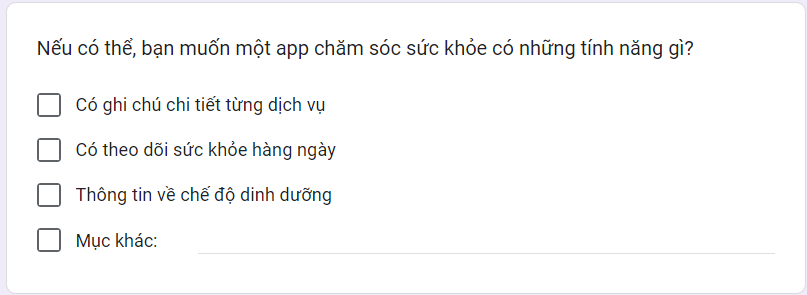 Nếu có thể, bạn muốn một app chăm sóc sức khỏe có những tính năng gì?
Có ghi chú chi tiết từng dịch vụ
Có theo dõi sức khỏe hàng ngày
Thông tin về chế độ dinh dưỡng
Mục khác: